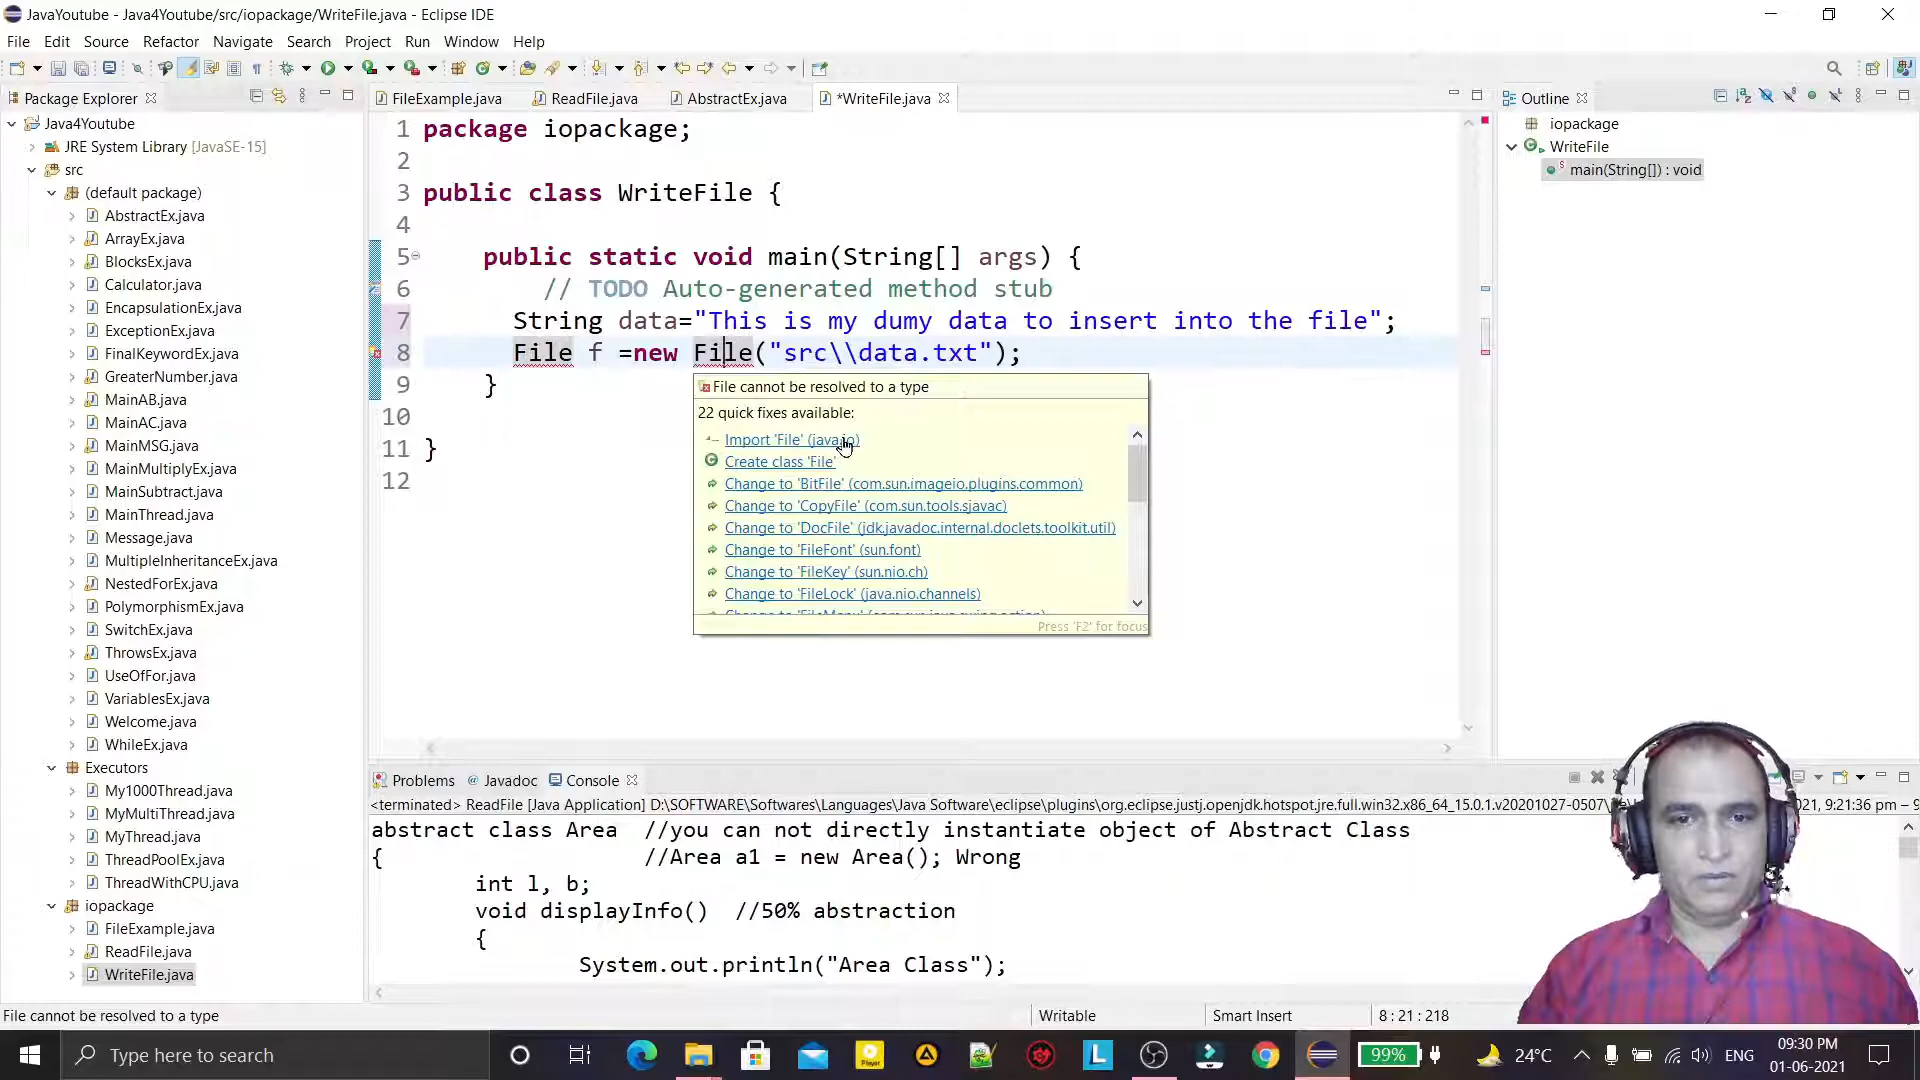 JavaYoutube - Java4Youtube/src/iopackage/WriteFile.java - Eclipse IDE
File Edit Source Refactor Navigate Search Project Run Window Help
Package Explorer
FileExample.java ReadFile.java AbstractEx.java *WriteFile.java
Outline
Java4Youtube
JRE System Library [JavaSE-15]
src
(default package)
AbstractEx.java
ArrayEx.java
BlocksEx.java
Calculator.java
EncapsulationEx.java
ExceptionEx.java
FinalKeywordEx.java
GreaterNumber.java
MainAB.java
MainAC.java
MainMSG.java
MainMultiplyEx.java
MainSubtract.java
MainThread.java
Message.java
MultipleInheritanceEx.java
NestedForEx.java
PolymorphismEx.java
SwitchEx.java
ThrowsEx.java
UseOfFor.java
VariablesEx.java
Welcome.java
WhileEx.java
Executors
My1000Thread.java
MyMultiThread.java
MyThread.java
ThreadPoolEx.java
ThreadWithCPU.java
iopackage
FileExample.java
ReadFile.java
WriteFile.java
1 package iopackage;
2
3 public class WriteFile {
4
5 public static void main(String[] args) {
6 // TODO Auto-generated method stub
7 String data="This is my dumy data to insert into the file";
8 File f =new File("src\\data.txt");
9 }
10
11 }
12
File cannot be resolved to a type
22 quick fixes available:
Import 'File' (java.io)
Create class 'File'
Change to 'BitFile' (com.sun.imageio.plugins.common)
Change to 'CopyFile' (com.sun.tools.sjavac)
Change to 'DocFile' (jdk.javadoc.internal.doclets.toolkit.util)
Change to 'FileFont' (sun.font)
Change to 'FileKey' (sun.nio.ch)
Change to 'FileLock' (java.nio.channels)
Press 'F2' for focus
iopackage
WriteFile
main(String[]) : void
Problems Javadoc Console
<terminated> ReadFile [Java Application] D:\SOFTWARE\Softwares\Languages\Java Software\eclipse\plugins\org.eclipse.justj.openjdk.hotspot.jre.full.win32.x86_64_15.0.1.v20201027-0507\jre\ 2021, 9:21:36 pm – 9
abstract class Area //you can not directly instantiate object of Abstract Class
{ //Area a1 = new Area(); Wrong
int l, b;
void displayInfo() //50% abstraction
{
System.out.println("Area Class");
File cannot be resolved to a type
Writable Smart Insert 8 : 21 : 218
Type here to search
99% 24°C ENG
09:30 PM
01-06-2021